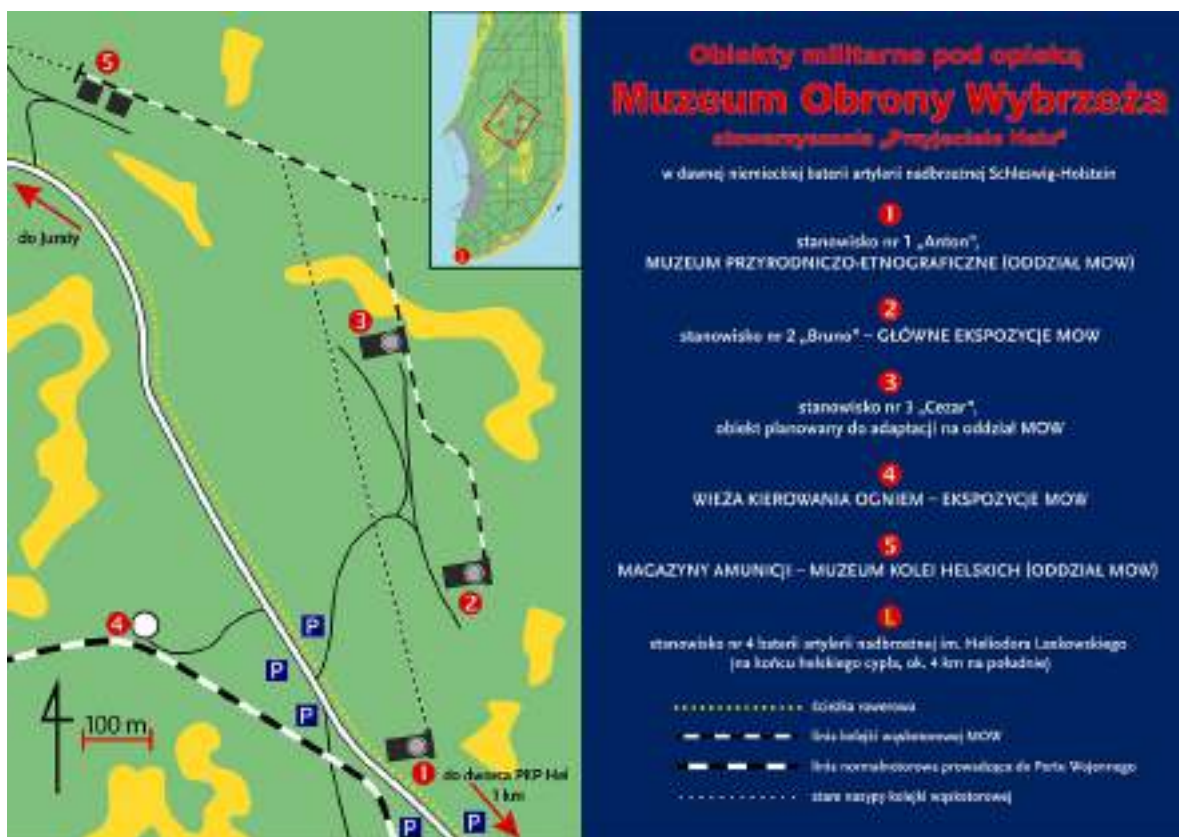 5
do Juraty
3
2
4
P
P
P
P
P
100 m
1
do dworca PKP Hel
1 km
L
Obiekty militarne pod opieką
Muzeum Obrony Wybrzeża
stowarzyszenia „Przyjaciele Helu”
w dawnej niemieckiej baterii artylerii nadbrzeżnej Schleswig-Holstein
1
stanowisko nr 1 „Anton”,
MUZEUM PRZYRODNICZO-ETNOGRAFICZNE (ODDZIAŁ MOW)
2
stanowisko nr 2 „Bruno” – GŁÓWNE EKSPOZYCJE MOW
3
stanowisko nr 3 „Cezar”,
obiekt planowany do adaptacji na oddział MOW
4
WIEŻA KIEROWANIA OGNIEM – EKSPOZYCJE MOW
5
MAGAZYNY AMUNICJI – MUZEUM KOLEI HELSKICH (ODDZIAŁ MOW)
L
stanowisko nr 4 baterii artylerii nadbrzeżnej im. Heliodora Laskowskiego
(na końcu helskiego cypla, ok. 4 km na południe)
ścieżka rowerowa
linia kolejki wąskotorowej MOW
linia normalnotorowa prowadząca do Portu Wojennego
stare nasypy kolejki wąskotorowej